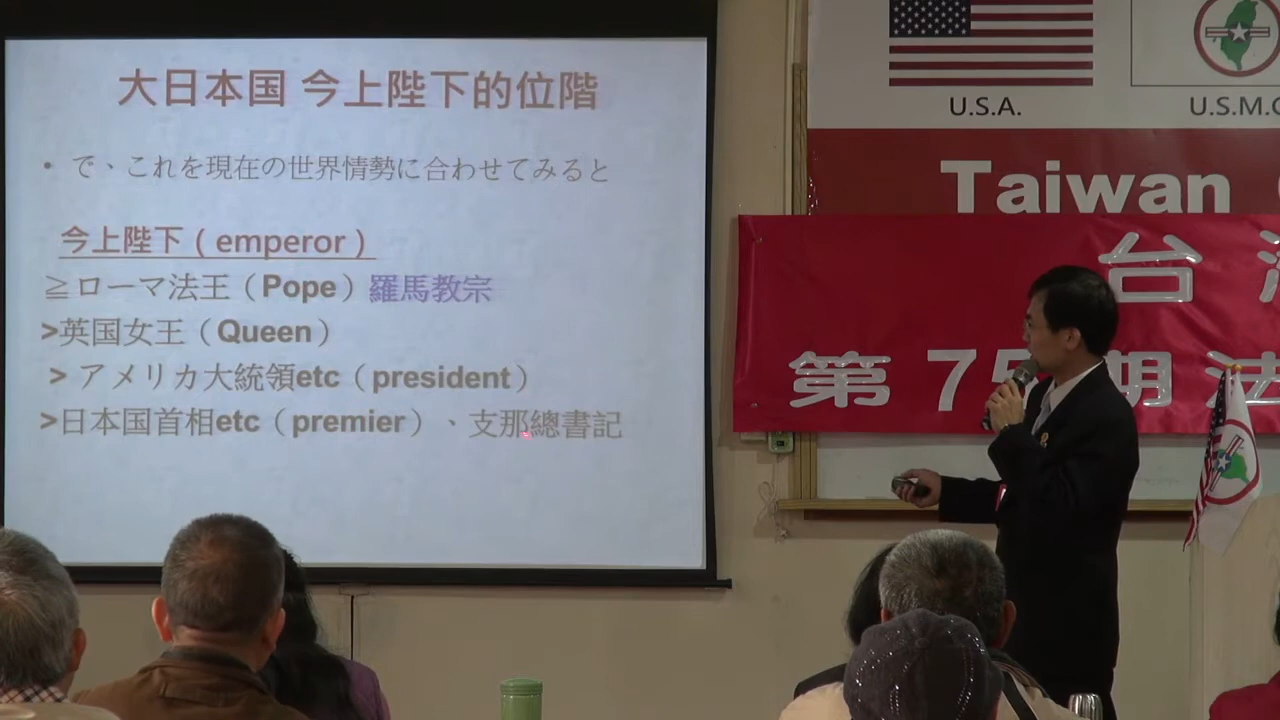 大日本国 今上陛下的位階
• で、これを現在の世界情勢に合わせてみると
今上陛下（emperor）
≧ローマ法王（Pope）羅馬教宗
>英国女王（Queen）
> アメリカ大統領etc（president）
>日本国首相etc（premier）、支那總書記
U.S.A.
U.S.M.G
Taiwan
台灣
第 75 期 法